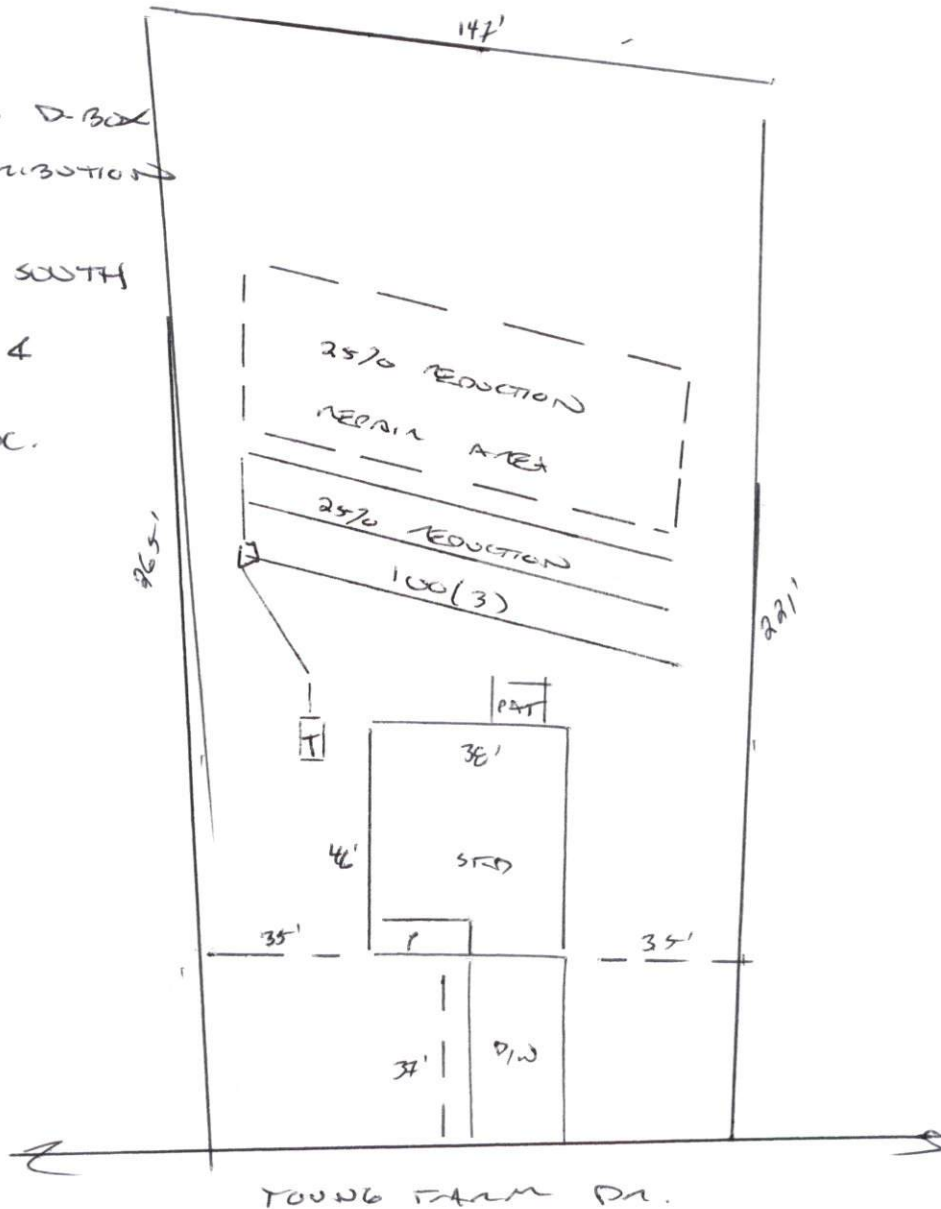 147'
D-BOX
SOUTH
4
25% REDUCTION
REPAIR AREA
25% REDUCTION
100(3)
265'
221'
T
PAT
38'
46'
SFD
35'
P
35'
37'
D/W
YOUNG FARM DR.